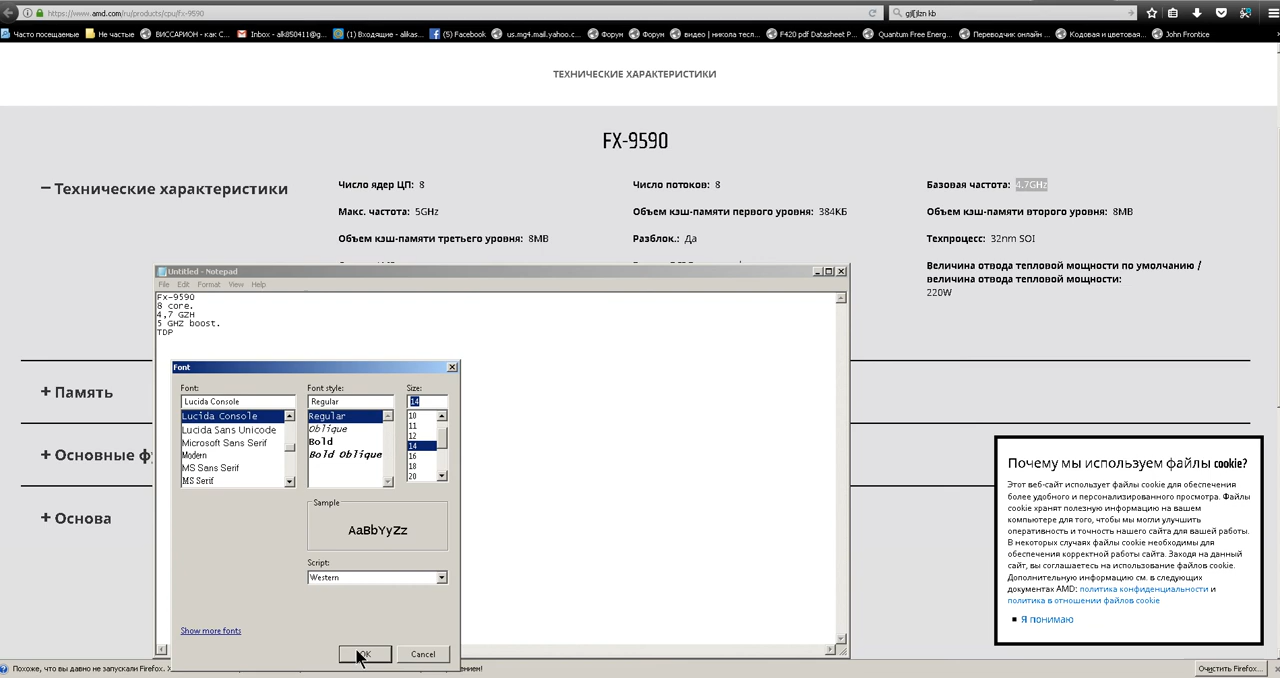 https://www.amd.com/ru/products/cpu/fx-9590
gjl[jlzn kb
Часто посещаемые
Не частые
ВИССАРИОН - как С...
Inbox - alk850411@g...
(1) Входящие - alikas...
(5) Facebook
us.mg4.mail.yahoo.c...
Форум
Форум
видео | никола тесл...
F420 pdf Datasheet P...
Quantum Free Energ...
Переводчик онлайн ...
Кодовая и цветовая...
John Frontice
ТЕХНИЧЕСКИЕ ХАРАКТЕРИСТИКИ
FX-9590
− Технические характеристики
Число ядер ЦП: 8
Число потоков: 8
Базовая частота: 4.7GHz
Макс. частота: 5GHz
Объем кэш-памяти первого уровня: 384КБ
Объем кэш-памяти второго уровня: 8MB
Объем кэш-памяти третьего уровня: 8MB
Разблок.: Да
Техпроцесс: 32nm SOI
Величина отвода тепловой мощности по умолчанию /
величина отвода тепловой мощности:
220W
Untitled - Notepad
File Edit Format View Help
Fx-9590
8 core.
4,7 GZH
5 GHZ boost.
TDP
Font
Font:
Font style:
Size:
Lucida Console
Regular
14
Lucida Console
Lucida Sans Unicode
Microsoft Sans Serif
Modern
MS Sans Serif
MS Serif
Regular
Oblique
Bold
Bold Oblique
10
11
12
14
16
18
20
Sample
AaBbYyZz
Script:
Western
Show more fonts
OK
Cancel
+ Память
+ Основные ф
+ Основа
Почему мы используем файлы cookie?
Этот веб-сайт использует файлы cookie для обеспечения
более удобного и персонализированного просмотра. Файлы
cookie хранят полезную информацию на вашем
компьютере для того, чтобы мы могли улучшить
оперативность и точность нашего сайта для вашей работы.
В некоторых случаях файлы cookie необходимы для
обеспечения корректной работы сайта. Заходя на данный
сайт, вы соглашаетесь на использование файлов cookie.
Дополнительную информацию см. в следующих
документах AMD: политика конфиденциальности и
политика в отношении файлов cookie
Я понимаю
Похоже, что вы давно не запускали Firefox.
Очистить Firefox...